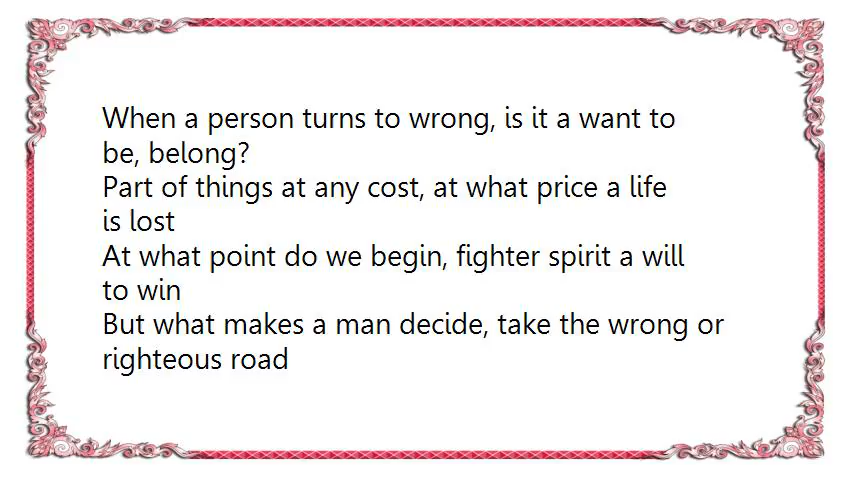 When a person turns to wrong, is it a want to
be, belong?
Part of things at any cost, at what price a life
is lost
At what point do we begin, fighter spirit a will
to win
But what makes a man decide, take the wrong or
righteous road